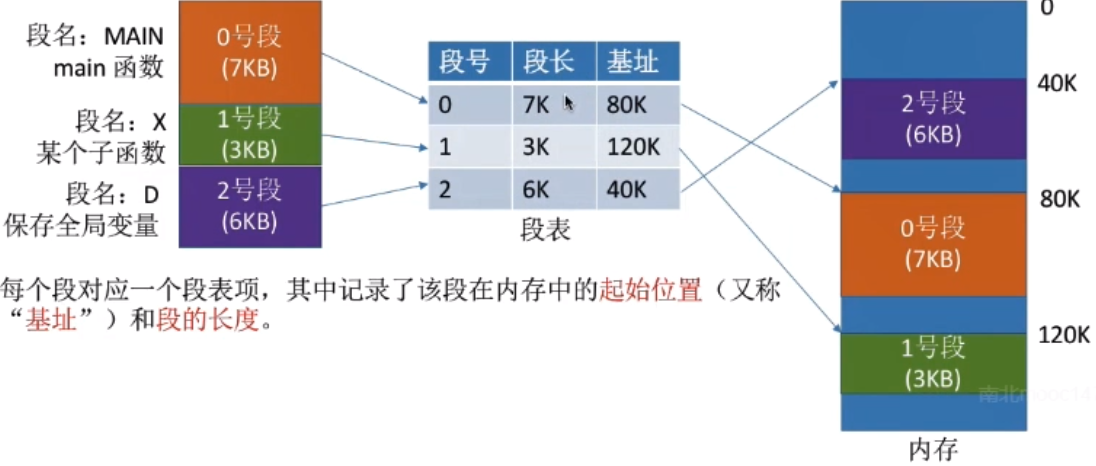 段名：MAIN
main 函数
0号段
(7KB)
段名：X
某个子函数
1号段
(3KB)
段名：D
保存全局变量
2号段
(6KB)
段号 段长 基址
0 7K 80K
1 3K 120K
2 6K 40K
段表
每个段对应一个段表项，其中记录了该段在内存中的起始位置（又称
“基址”）和段的长度。
0
40K
2号段
(6KB)
80K
0号段
(7KB)
120K
1号段
(3KB)
内存